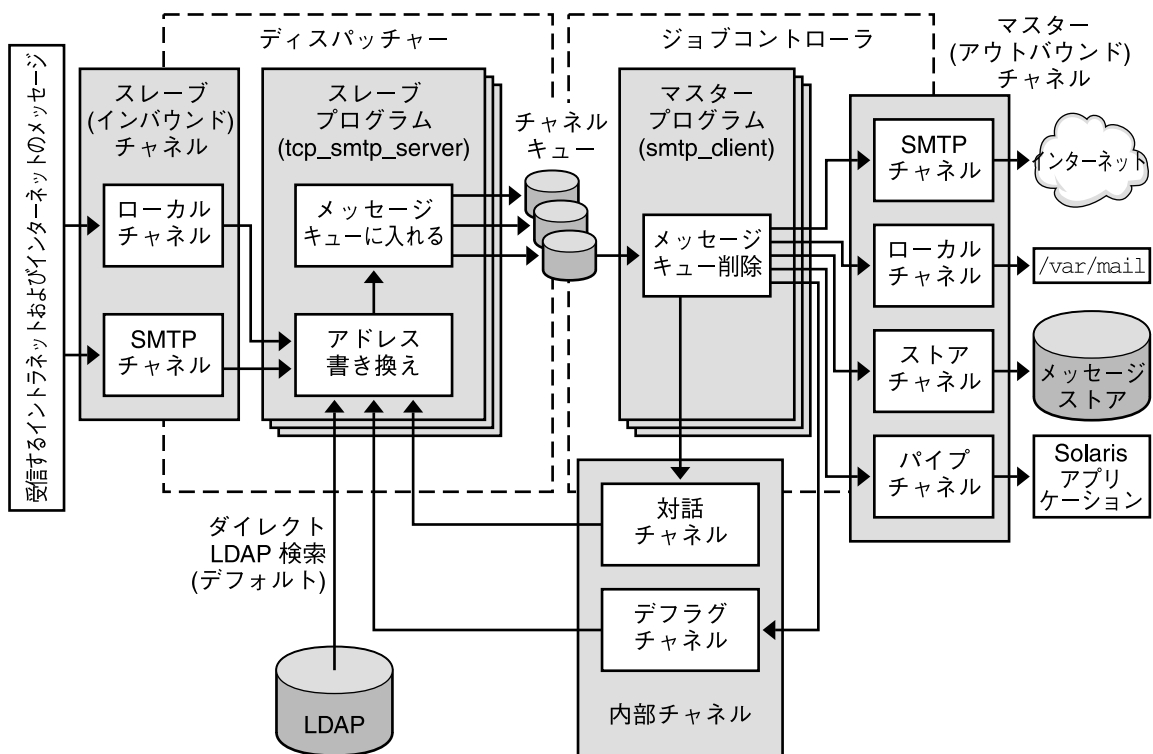 受信するイントラネットおよびインターネットのメッセージ
ディスパッチャー
スレーブ
(インバウンド)
チャネル
ローカル
チャネル
SMTP
チャネル
スレーブ
プログラム
(tcp_smtp_server)
メッセージ
キューに入れる
アドレス
書き換え
チャネル
キュー
ジョブコントローラ
マスター
プログラム
(smtp_client)
メッセージ
キュー削除
マスター
(アウトバウンド)
チャネル
SMTP
チャネル
インターネット
ローカル
チャネル
/var/mail
ストア
チャネル
メッセージ
ストア
パイプ
チャネル
Solaris
アプリ
ケーション
ダイレクト
LDAP 検索
(デフォルト)
LDAP
対話
チャネル
デフラグ
チャネル
内部チャネル